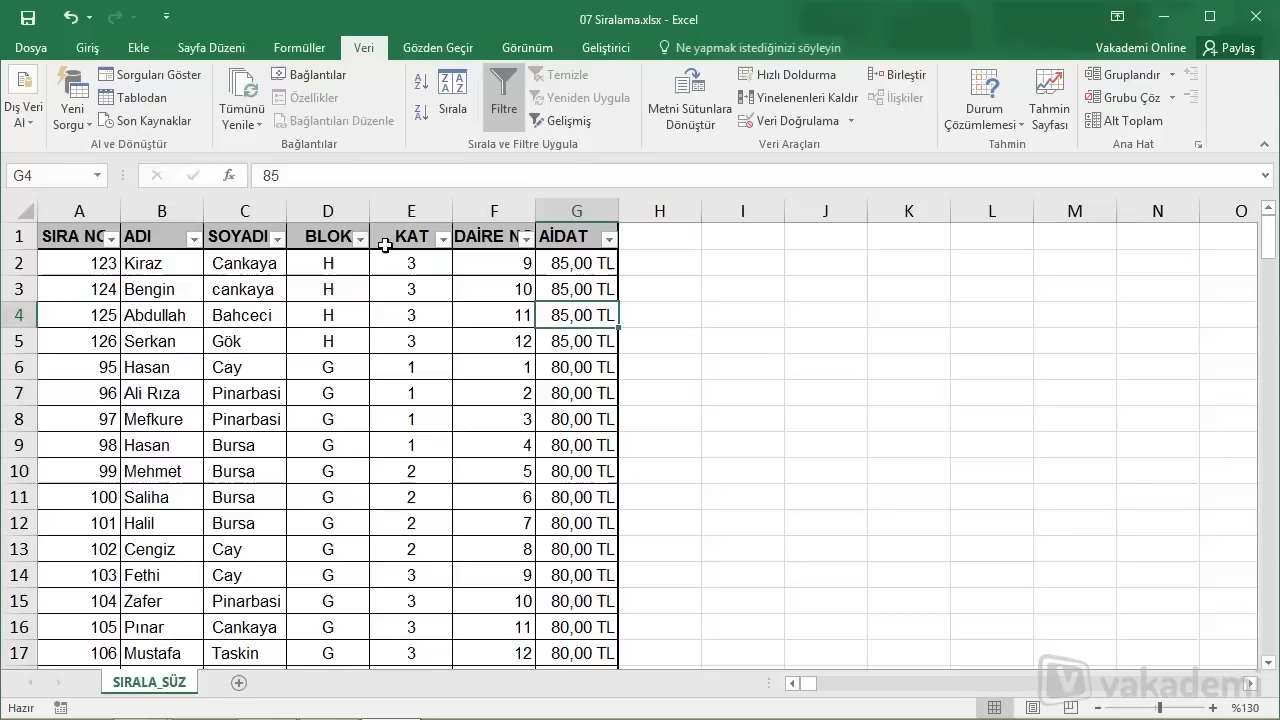 07 Siralama.xlsx - Excel
Dosya Giriş Ekle Sayfa Düzeni Formüller Veri Gözden Geçir Görünüm Geliştirici Ne yapmak istediğinizi söyleyin Vakademi Online Paylaş
Dış Veri Al
Yeni Sorgu
Sorguları Göster
Tablodan
Son Kaynaklar
Al ve Dönüştür
Tümünü Yenile
Bağlantılar
Özellikler
Bağlantıları Düzenle
Bağlantılar
Sırala
Filtre
Temizle
Yeniden Uygula
Gelişmiş
Sırala ve Filtre Uygula
Metni Sütunlara Dönüştür
Hızlı Doldurma
Yinelenenleri Kaldır
Veri Doğrulama
Birleştir
İlişkiler
Veri Araçları
Durum Çözümlemesi
Tahmin Sayfası
Tahmin
Gruplandır
Grubu Çöz
Alt Toplam
Ana Hat
G4 fx 85
A B C D E F G H I J K L M N O
1 SIRA NO ADI SOYADI BLOK KAT DAİRE N AİDAT
2 123 Kiraz Cankaya H 3 9 85,00 TL
3 124 Bengin cankaya H 3 10 85,00 TL
4 125 Abdullah Bahceci H 3 11 85,00 TL
5 126 Serkan Gök H 3 12 85,00 TL
6 95 Hasan Cay G 1 1 80,00 TL
7 96 Ali Rıza Pinarbasi G 1 2 80,00 TL
8 97 Mefkure Pinarbasi G 1 3 80,00 TL
9 98 Hasan Bursa G 1 4 80,00 TL
10 99 Mehmet Bursa G 2 5 80,00 TL
11 100 Saliha Bursa G 2 6 80,00 TL
12 101 Halil Bursa G 2 7 80,00 TL
13 102 Cengiz Cay G 2 8 80,00 TL
14 103 Fethi Cay G 3 9 80,00 TL
15 104 Zafer Pinarbasi G 3 10 80,00 TL
16 105 Pınar Cankaya G 3 11 80,00 TL
17 106 Mustafa Taskin G 3 12 80,00 TL
SIRALA_SÜZ
vakademi
Hazır %130